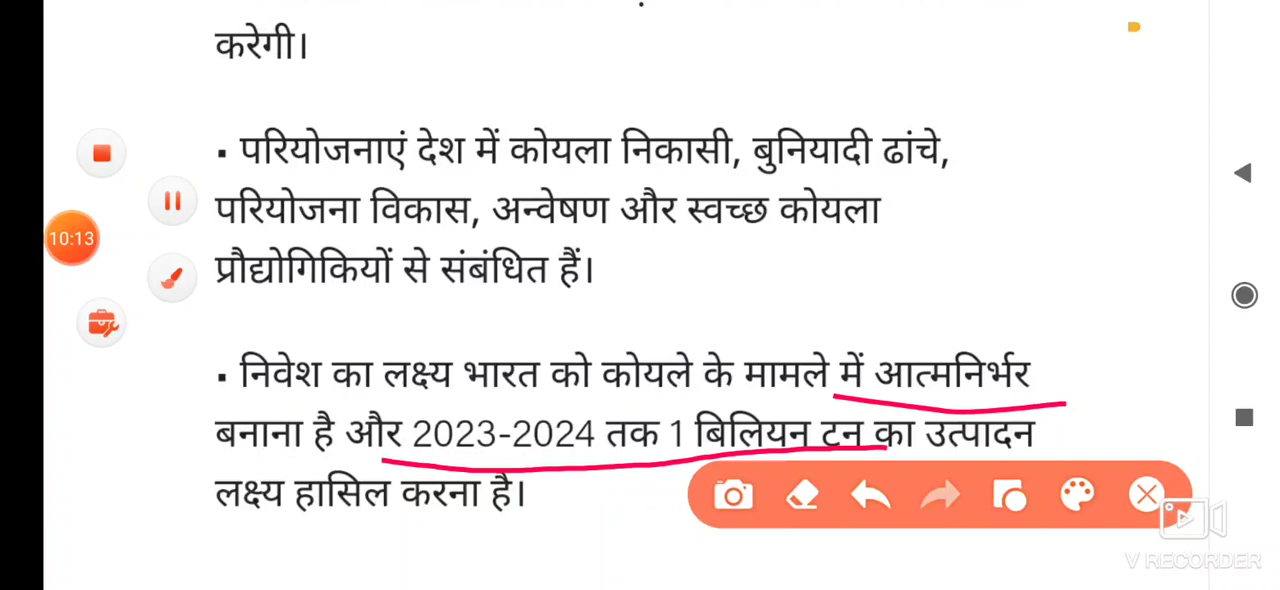 करेगी।
▪ परियोजनाएं देश में कोयला निकासी, बुनियादी ढांचे,
परियोजना विकास, अन्वेषण और स्वच्छ कोयला
प्रौद्योगिकियों से संबंधित हैं।
10:13
▪ निवेश का लक्ष्य भारत को कोयले के मामले में आत्मनिर्भर
बनाना है और 2023-2024 तक 1 बिलियन टन का उत्पादन
लक्ष्य हासिल करना है।
V RECORDER